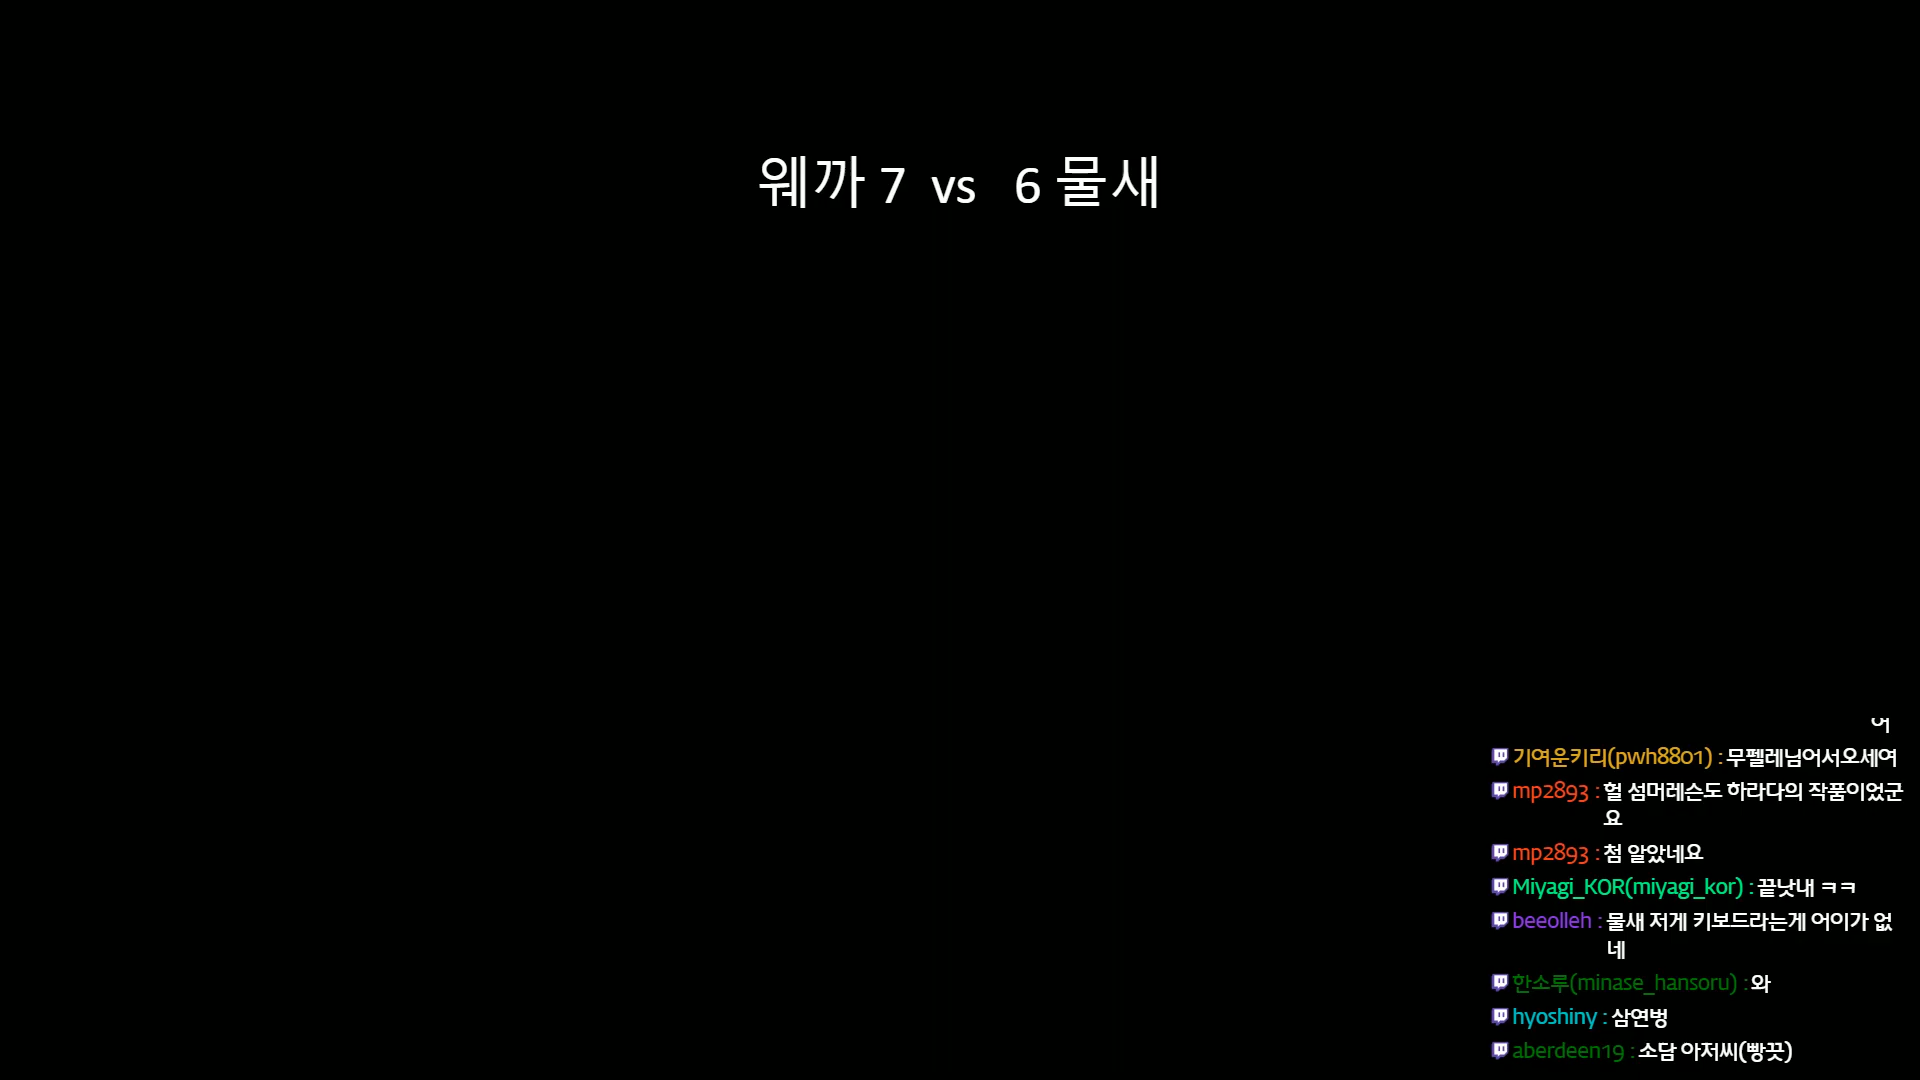 웨까 7 vs 6 물새
어
기여운키리(pwh8801) : 무펠레님어서오세여
mp2893 : 헐 섬머레슨도 하라다의 작품이었군
요
mp2893 : 첨 알았네요
Miyagi_KOR(miyagi_kor) : 끝낫내 ㅋㅋ
beeolleh : 물새 저게 키보드라는게 어이가 없
네
한소루(minase_hansoru) : 와
hyoshiny : 삼연벙
aberdeen19 : 소담 아저씨(빵끗)